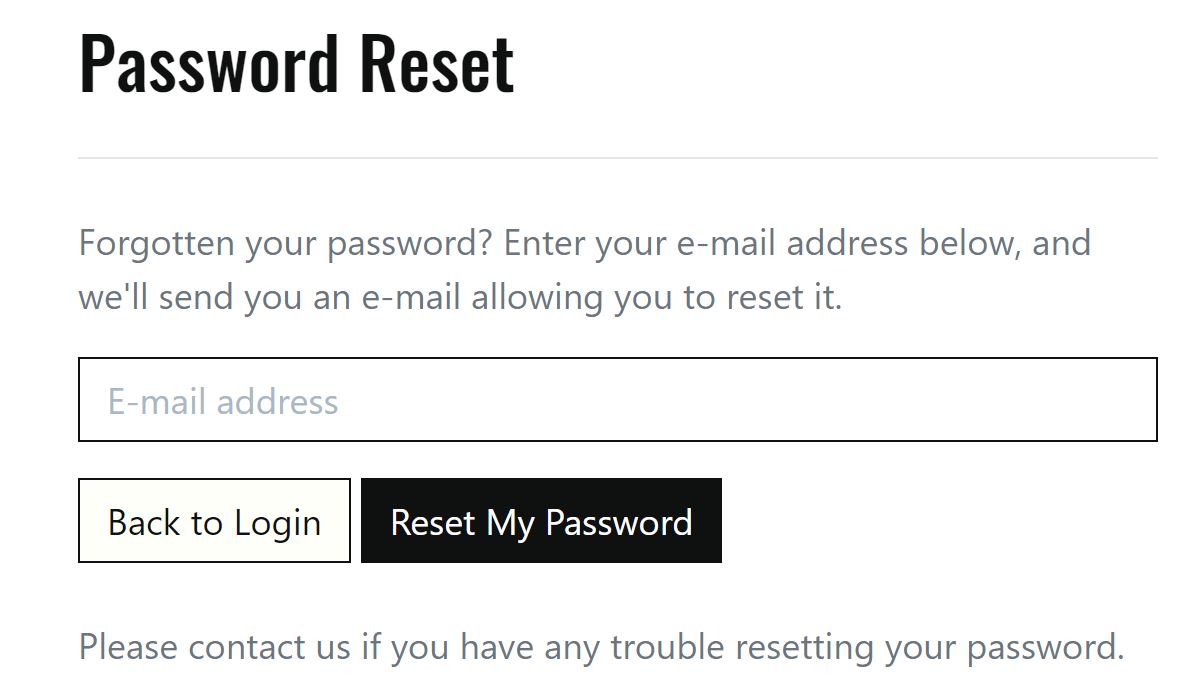 Password Reset
Forgotten your password? Enter your e-mail address below, and
we'll send you an e-mail allowing you to reset it.
E-mail address
Back to Login Reset My Password
Please contact us if you have any trouble resetting your password.